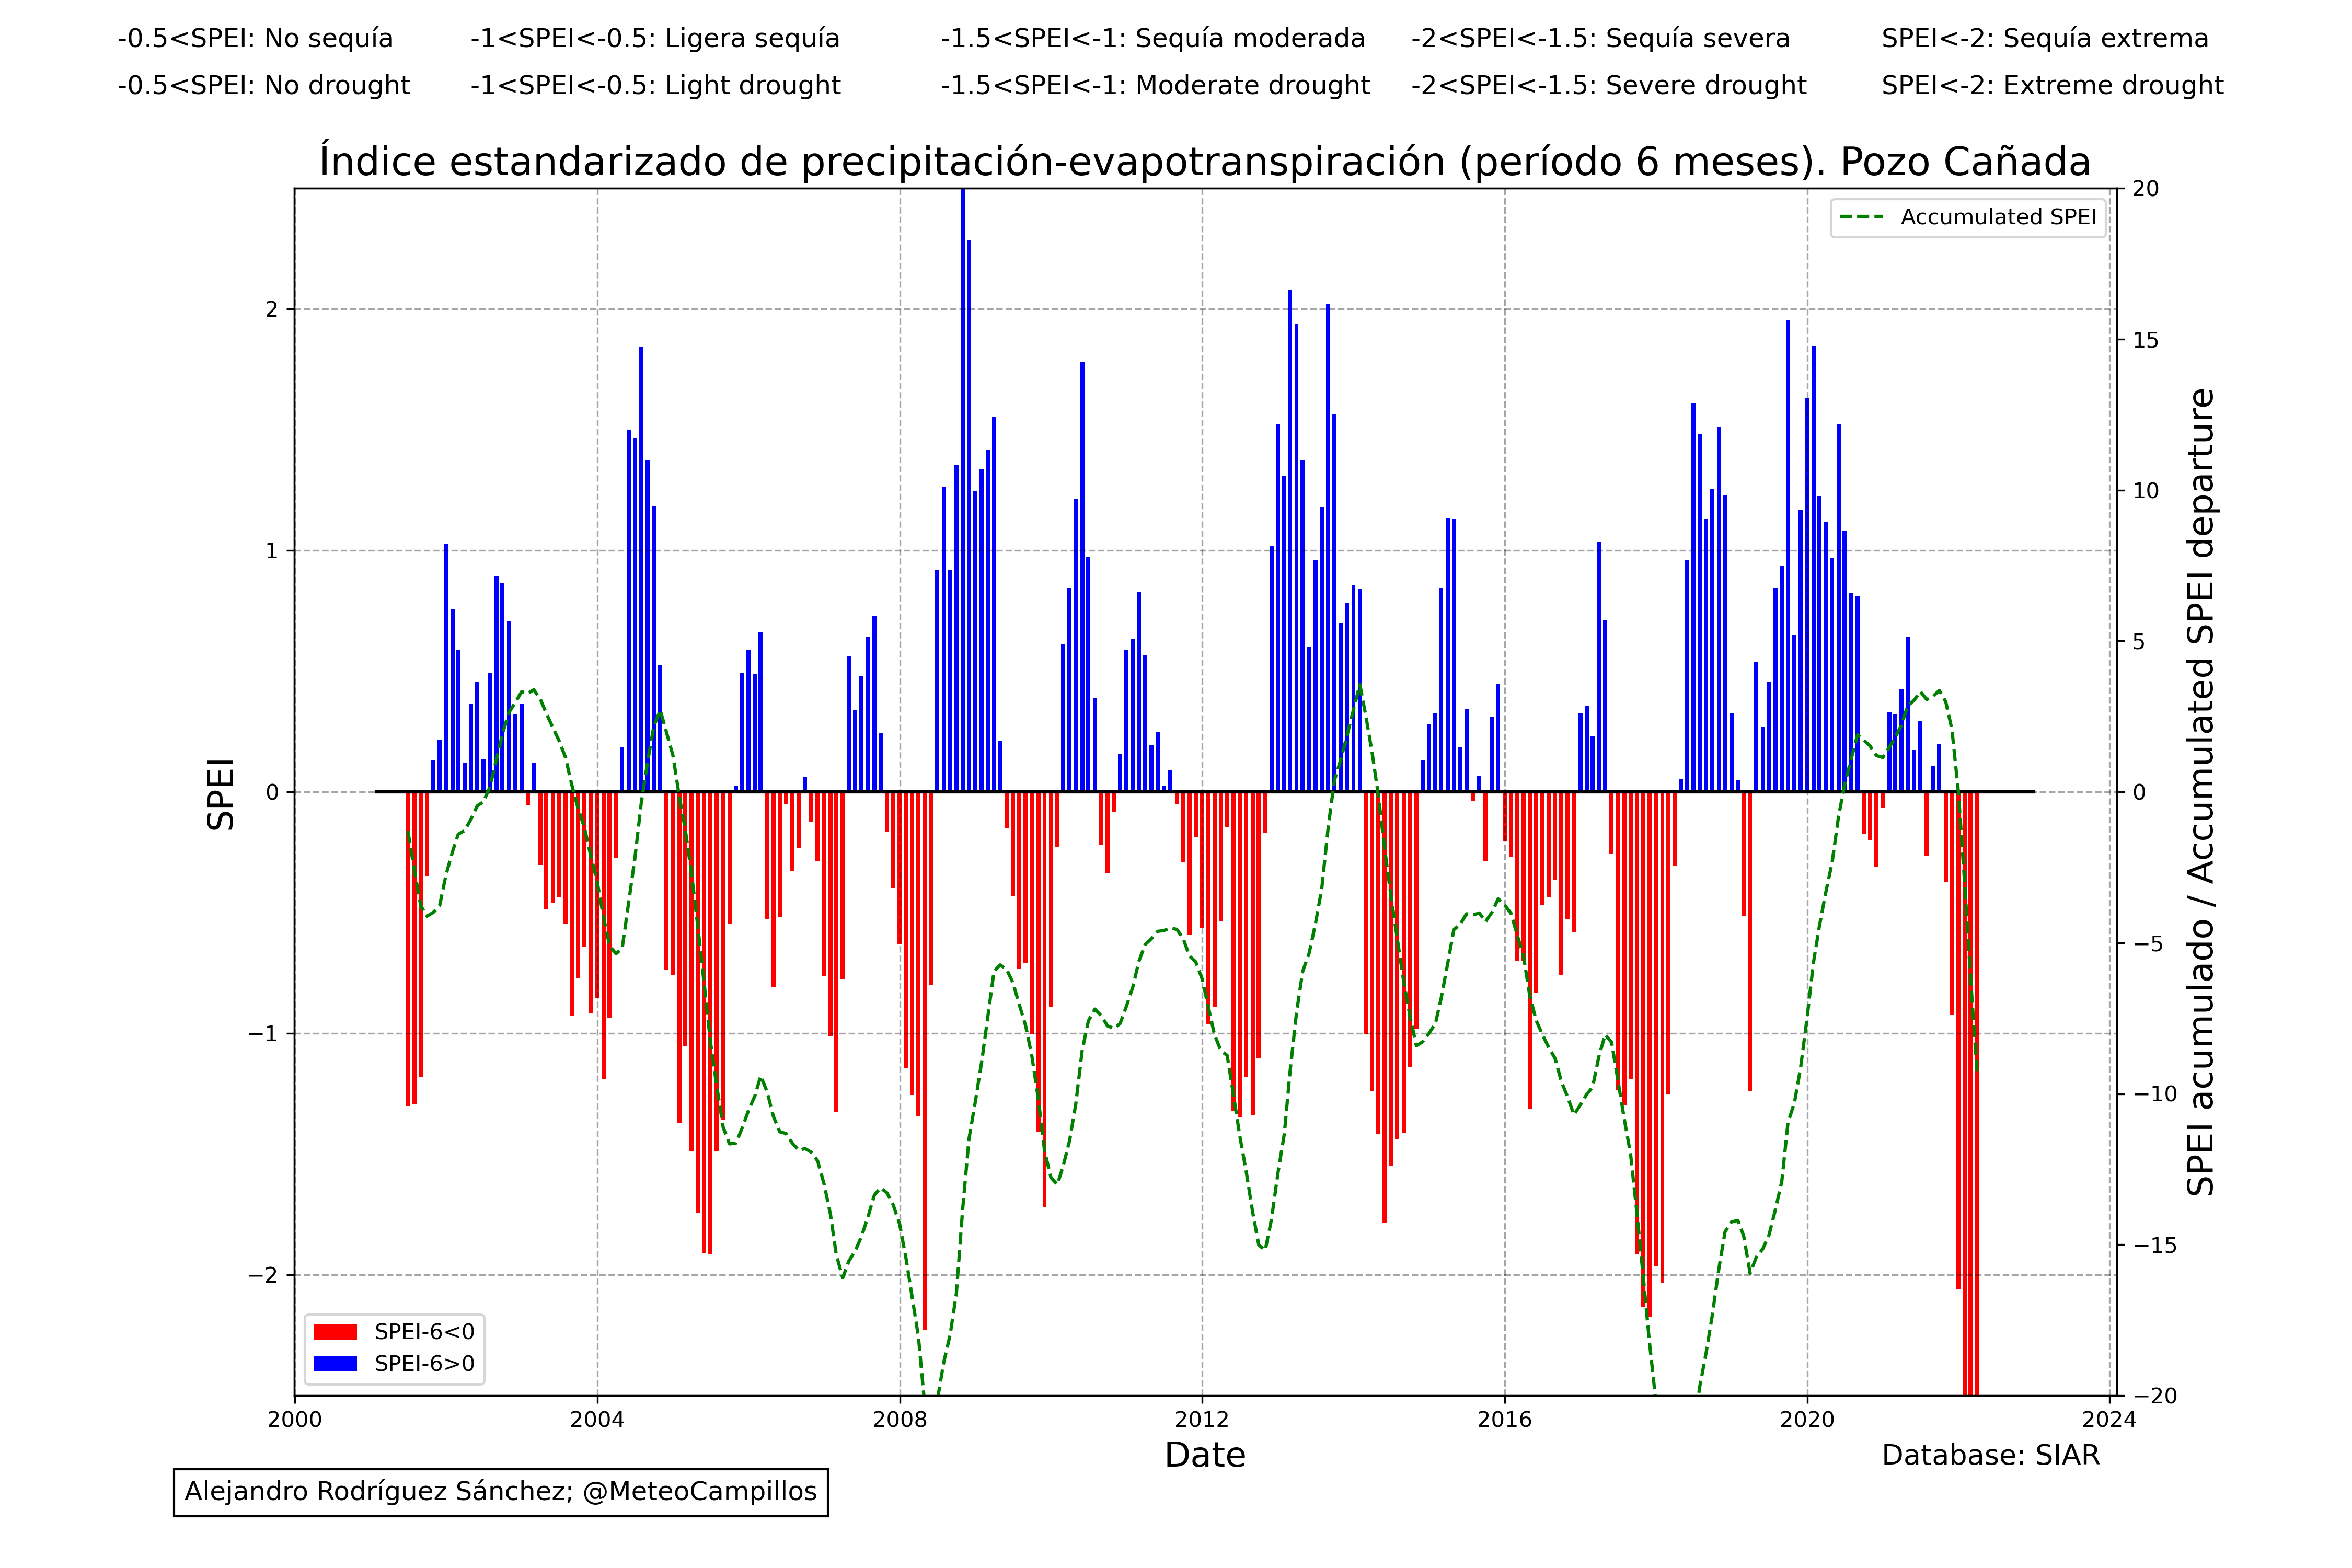 -0.5<SPEI: No sequía -1<SPEI<-0.5: Ligera sequía -1.5<SPEI<-1: Sequía moderada -2<SPEI<-1.5: Sequía severa SPEI<-2: Sequía extrema
-0.5<SPEI: No drought -1<SPEI<-0.5: Light drought -1.5<SPEI<-1: Moderate drought -2<SPEI<-1.5: Severe drought SPEI<-2: Extreme drought
Índice estandarizado de precipitación-evapotranspiración (período 6 meses). Pozo Cañada
Accumulated SPEI
SPEI
2
1
0
−1
−2
20
15
10
5
0
−5
−10
−15
−20
SPEI acumulado / Accumulated SPEI departure
SPEI-6<0
SPEI-6>0
2000 2004 2008 2012 2016 2020 2024
Date
Database: SIAR
Alejandro Rodríguez Sánchez; @MeteoCampillos